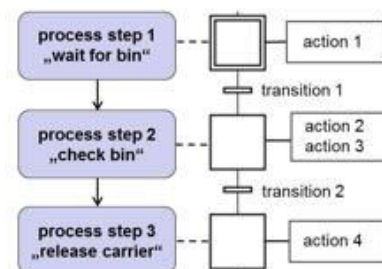 process step 1
„wait for bin“
action 1
transition 1
process step 2
„check bin“
action 2
action 3
transition 2
process step 3
„release carrier“
action 4